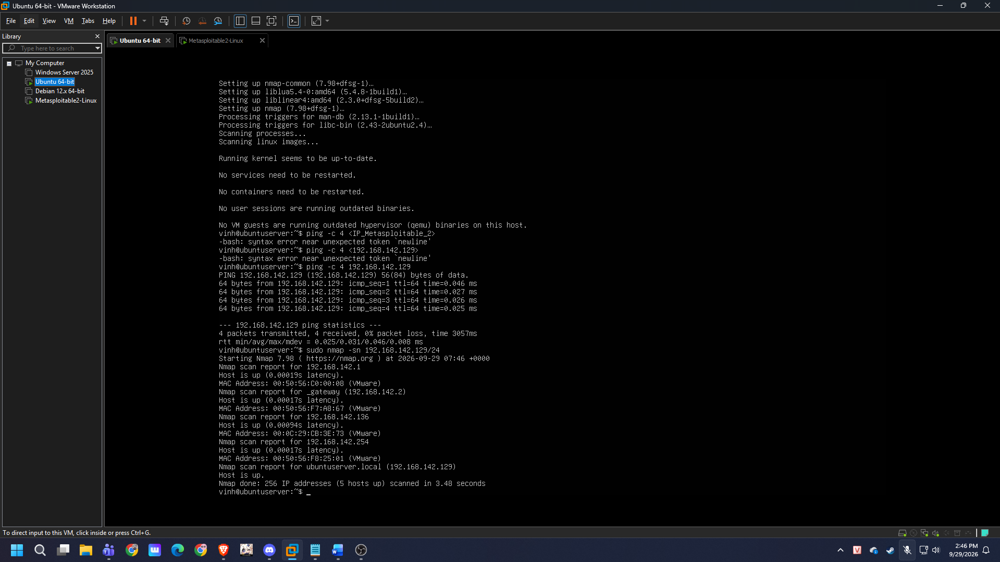 Ubuntu 64-bit - VMware Workstation
File Edit View VM Tabs Help
Library
Type here to search
My Computer
Windows Server 2025
Ubuntu 64-bit
Debian 12.x 64-bit
Metasploitable2-Linux
Ubuntu 64-bit
Metasploitable2-Linux
Setting up nmap-common (7.98+dfsg-1)…
Setting up liblua5.4-0:amd64 (5.4.8-1build1)…
Setting up liblinear4:amd64 (2.3.0+dfsg-5build2)…
Setting up nmap (7.98+dfsg-1)…
Processing triggers for man-db (2.13.1-1build1)…
Processing triggers for libc-bin (2.43-2ubuntu2.4)…
Scanning processes...
Scanning linux images...
Running kernel seems to be up-to-date.
No services need to be restarted.
No containers need to be restarted.
No user sessions are running outdated binaries.
No VM guests are running outdated hypervisor (qemu) binaries on this host.
vinh@ubuntuserver:~$ ping -c 4 <IP_Metasploitable_2>
-bash: syntax error near unexpected token `newline'
vinh@ubuntuserver:~$ ping -c 4 <192.168.142.129>
-bash: syntax error near unexpected token `newline'
vinh@ubuntuserver:~$ ping -c 4 192.168.142.129
PING 192.168.142.129 (192.168.142.129) 56(84) bytes of data.
64 bytes from 192.168.142.129: icmp_seq=1 ttl=64 time=0.046 ms
64 bytes from 192.168.142.129: icmp_seq=2 ttl=64 time=0.027 ms
64 bytes from 192.168.142.129: icmp_seq=3 ttl=64 time=0.026 ms
64 bytes from 192.168.142.129: icmp_seq=4 ttl=64 time=0.025 ms
--- 192.168.142.129 ping statistics ---
4 packets transmitted, 4 received, 0% packet loss, time 3057ms
rtt min/avg/max/mdev = 0.025/0.031/0.046/0.008 ms
vinh@ubuntuserver:~$ sudo nmap -sn 192.168.142.129/24
Starting Nmap 7.98 ( https://nmap.org ) at 2026-09-29 07:46 +0000
Nmap scan report for 192.168.142.1
Host is up (0.00019s latency).
MAC Address: 00:50:56:C0:00:08 (VMware)
Nmap scan report for _gateway (192.168.142.2)
Host is up (0.00017s latency).
MAC Address: 00:50:56:F7:A8:67 (VMware)
Nmap scan report for 192.168.142.136
Host is up (0.00094s latency).
MAC Address: 00:0C:29:CB:3E:73 (VMware)
Nmap scan report for 192.168.142.254
Host is up (0.00017s latency).
MAC Address: 00:50:56:F8:25:01 (VMware)
Nmap scan report for ubuntuserver.local (192.168.142.129)
Host is up.
Nmap done: 256 IP addresses (5 hosts up) scanned in 3.48 seconds
vinh@ubuntuserver:~$ _
To direct input to this VM, click inside or press Ctrl+G.
2:46 PM
9/29/2026